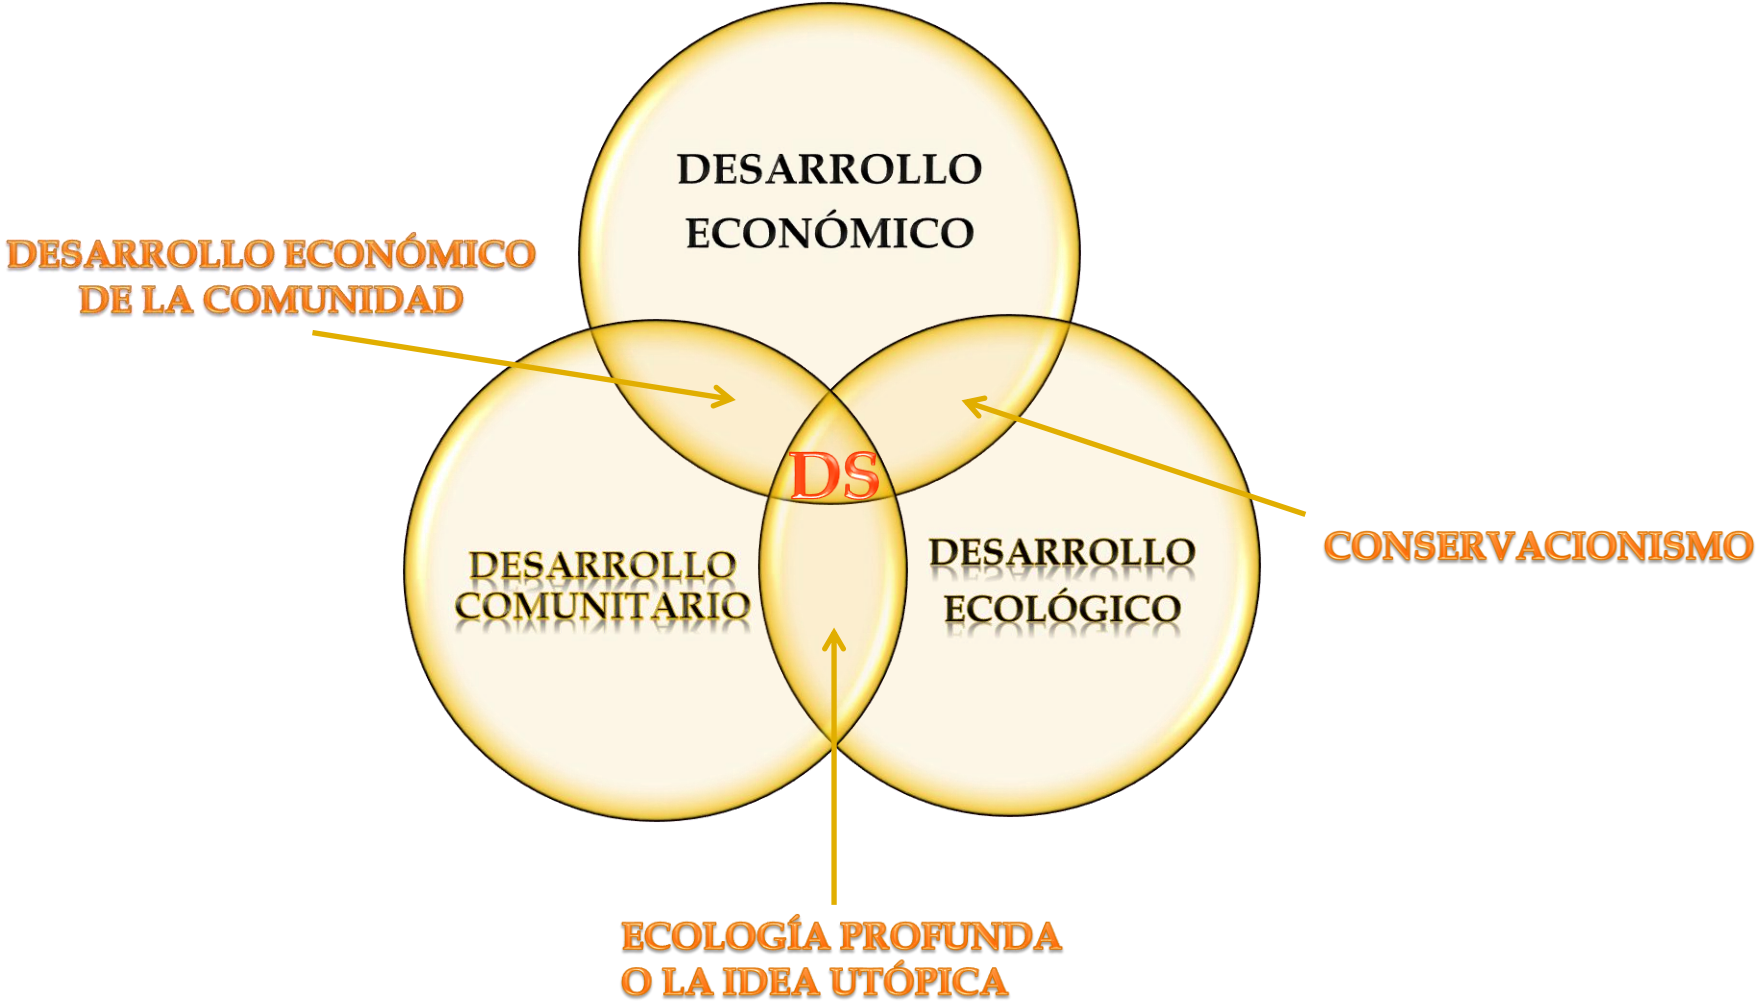 DESARROLLO
ECONÓMICO
DESARROLLO ECONÓMICO
DE LA COMUNIDAD
DS
DESARROLLO
COMUNITARIO
DESARROLLO
ECOLÓGICO
CONSERVACIONISMO
ECOLOGÍA PROFUNDA
O LA IDEA UTÓPICA